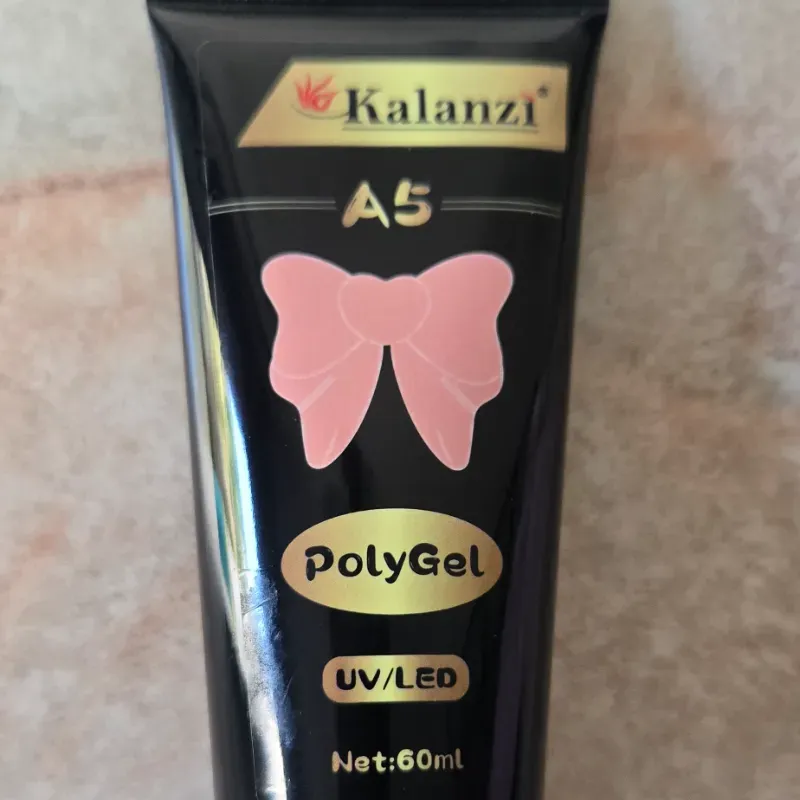 Kalanzi
A5
PolyGel
UV/LED
Net:60ml